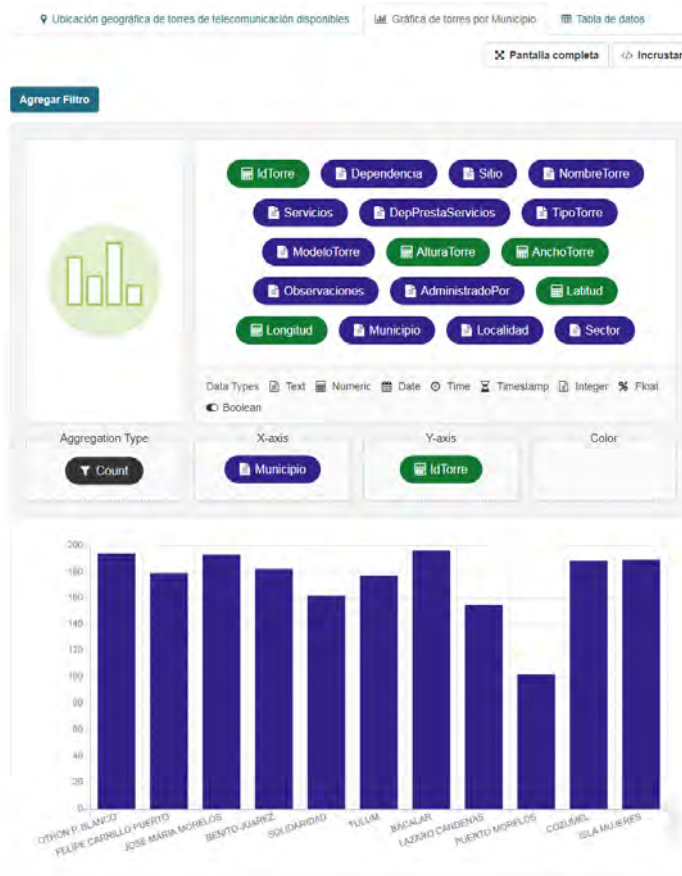 Ubicación geográfica de torres de telecomunicación disponibles
Gráfica de torres por Municipio
Tabla de datos
Pantalla completa
</> Incrustar
Agregar Filtro
IdTorre Dependencia Sitio NombreTorre
Servicios DepPrestaServicios TipoTorre
ModeloTorre AlturaTorre AnchoTorre
Observaciones AdministradoPor Latitud
Longitud Municipio Localidad Sector
Data Types Text Numeric Date Time Timestamp Integer % Float
Boolean
Aggregation Type X-axis Y-axis Color
Count Municipio IdTorre
200
180
160
140
120
100
80
60
40
20
0
OTHON P. BLANCO
FELIPE CARRILLO PUERTO
JOSE MARIA MORELOS
BENITO JUAREZ
SOLIDARIDAD
TULUM
BACALAR
LAZARO CARDENAS
PUERTO MORELOS
COZUMEL
ISLA MUJERES